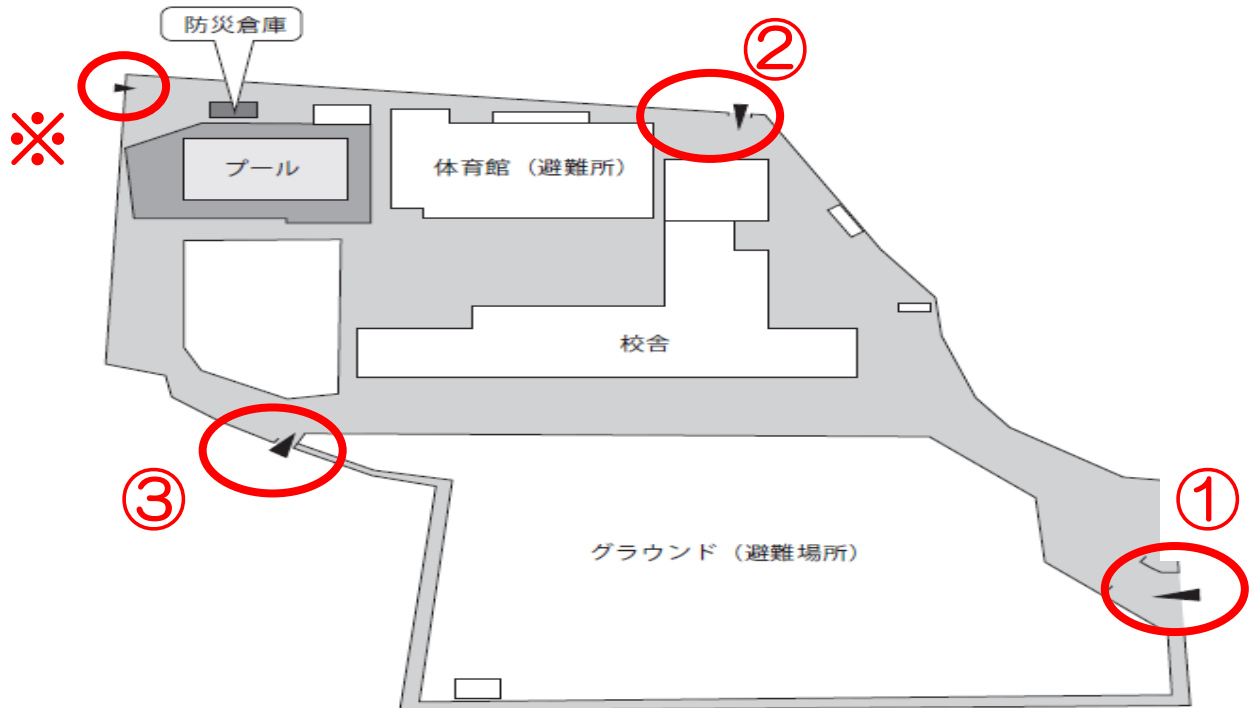 防災倉庫
②
※
プール
体育館（避難所）
校舎
③
①
グラウンド（避難場所）